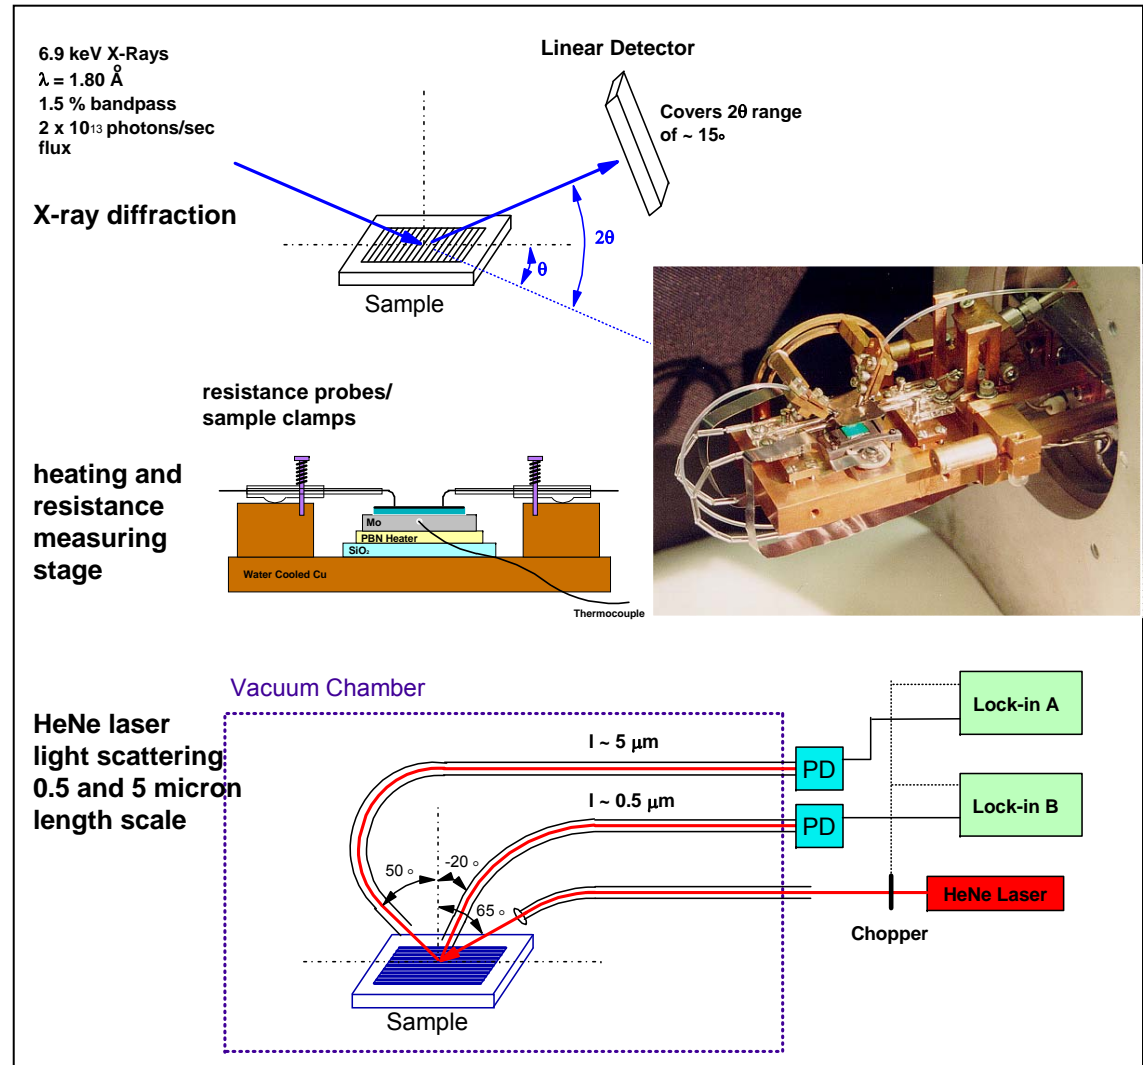 6.9 keV X-Rays
λ = 1.80 Å
1.5 % bandpass
2 x 10¹³ photons/sec
flux
Linear Detector
Covers 2θ range
of ~ 15°
X-ray diffraction
2θ
θ
Sample
resistance probes/
sample clamps
heating and
resistance
measuring
stage
Mo
PBN Heater
SiO₂
Water Cooled Cu
Thermocouple
Vacuum Chamber
HeNe laser
light scattering
0.5 and 5 micron
length scale
l ~ 5 μm
PD
Lock-in A
l ~ 0.5 μm
PD
Lock-in B
50 °
-20 °
65 °
HeNe Laser
Chopper
Sample